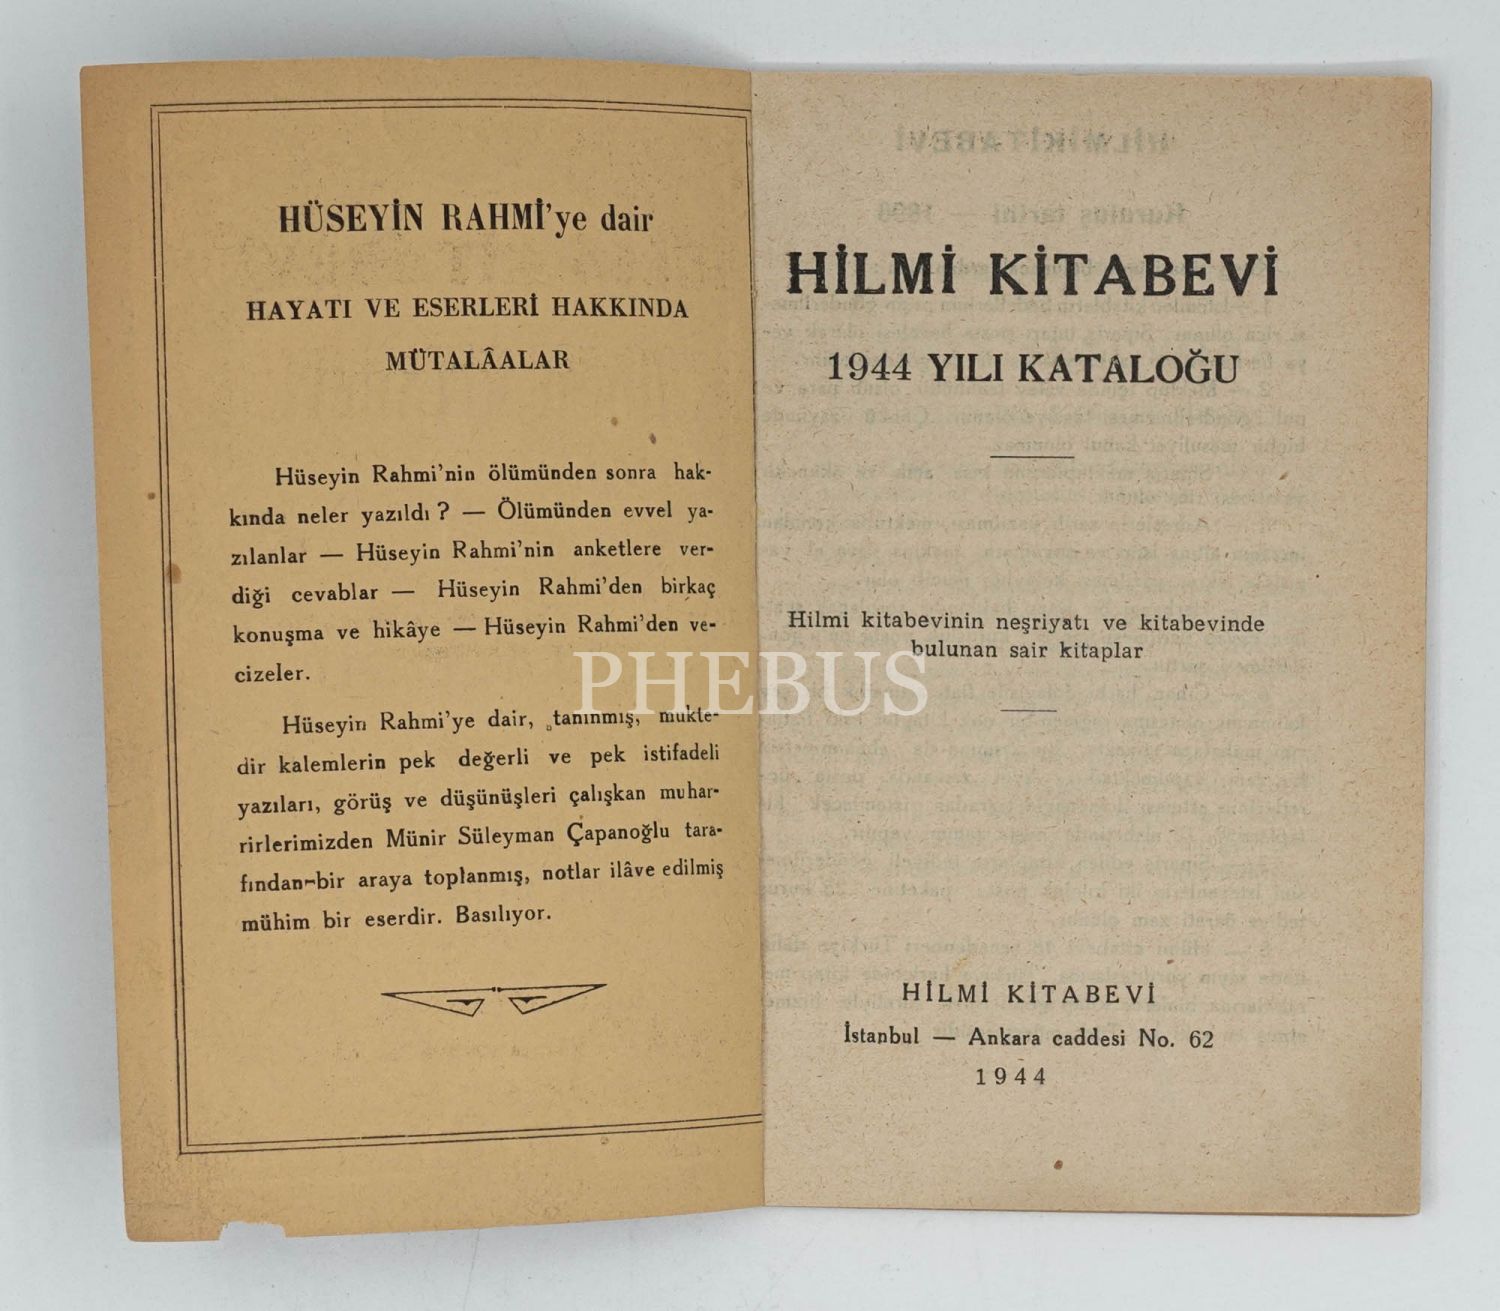 HÜSEYİN RAHMİ'ye dair
HAYATI VE ESERLERİ HAKKINDA
MÜTALÂALAR
Hüseyin Rahmi'nin ölümünden sonra hak-
kında neler yazıldı ? — Ölümünden evvel ya-
zılanlar — Hüseyin Rahmi'nin anketlere ver-
diği cevablar — Hüseyin Rahmi'den birkaç
konuşma ve hikâye — Hüseyin Rahmi'den ve-
cizeler.
Hüseyin Rahmi'ye dair, tanınmış, mukte-
dir kalemlerin pek değerli ve pek istifadeli
yazıları, görüş ve düşünüşleri çalışkan muhar-
rirlerimizden Münir Süleyman Çapanoğlu tara-
fından bir araya toplanmış, notlar ilâve edilmiş
mühim bir eserdir. Basılıyor.
HİLMİ KİTABEVİ
1944 YILI KATALOĞU
Hilmi kitabevinin neşriyatı ve kitabevinde
bulunan sair kitaplar
HİLMİ KİTABEVİ
İstanbul — Ankara caddesi No. 62
1944
PHEBUS